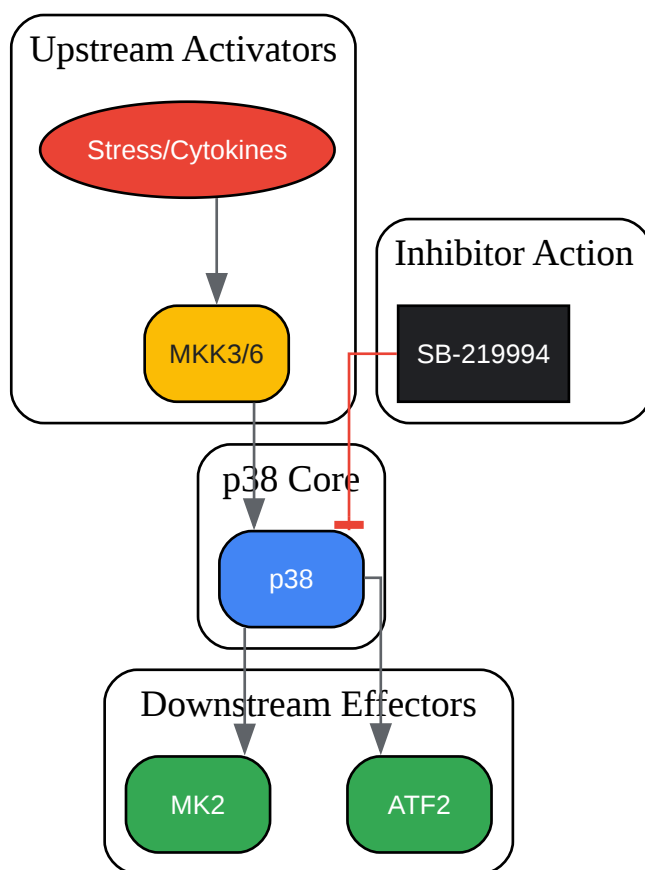 Upstream Activators
Stress/Cytokines
MKK3/6
Inhibitor Action
SB-219994
p38 Core
p38
Downstream Effectors
MK2
ATF2